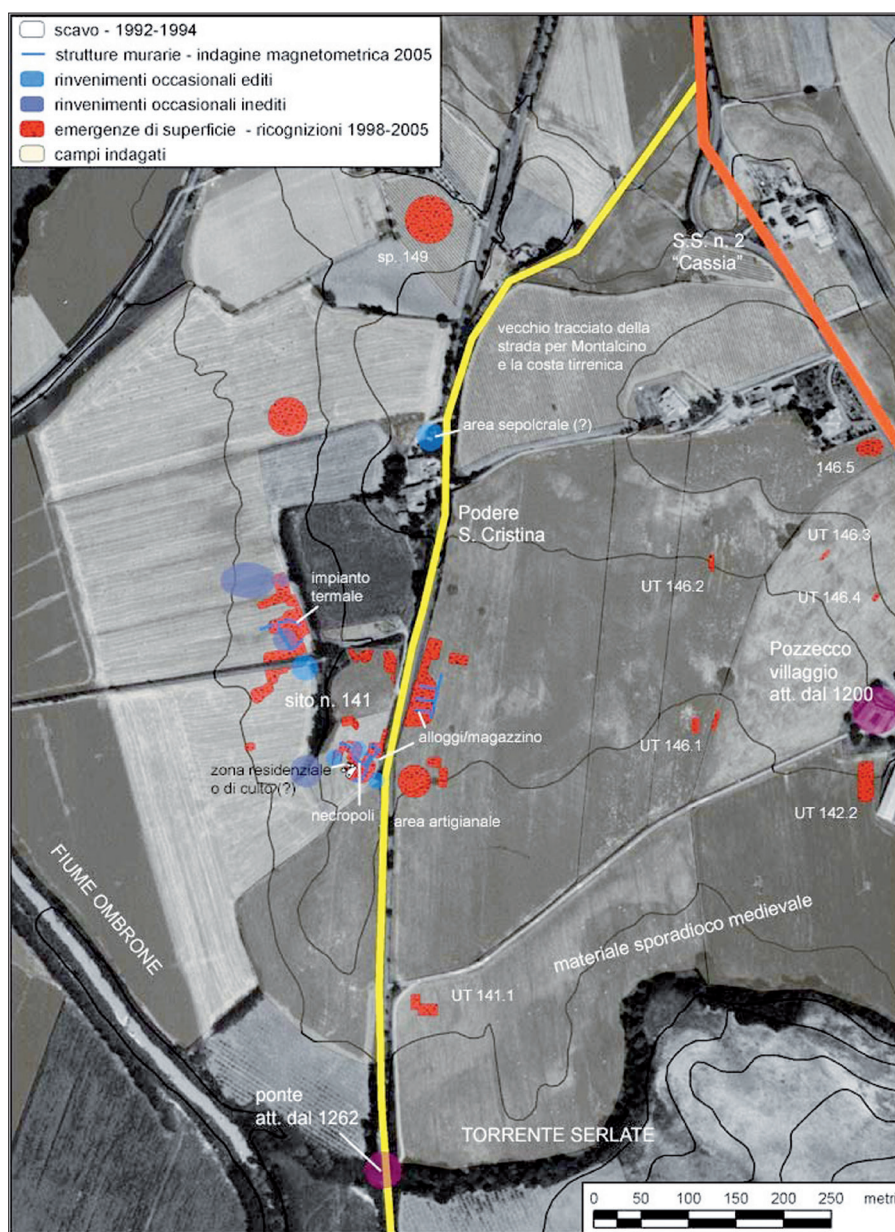 scavo - 1992-1994
strutture murarie - indagine magnetometrica 2005
rinvenimenti occasionali editi
rinvenimenti occasionali inediti
emergenze di superficie - ricognizioni 1998-2005
campi indagati
sp. 149
S.S. n. 2
"Cassia"
vecchio tracciato della
strada per Montalcino
e la costa tirrenica
area sepolcrale (?)
146.5
Podere
S. Cristina
UT 146.3
UT 146.2
impianto
termale
UT 146.4
Pozzecco
villaggio
att. dal 1200
sito n. 141
alloggi/magazzino
UT 146.1
zona residenziale
o di culto (?)
necropoli
area artigianale
UT 142.2
FIUME OMBRONE
materiale sporadioco medievale
UT 141.1
ponte
att. dal 1262
TORRENTE SERLATE
0 50 100 150 200 250 metri